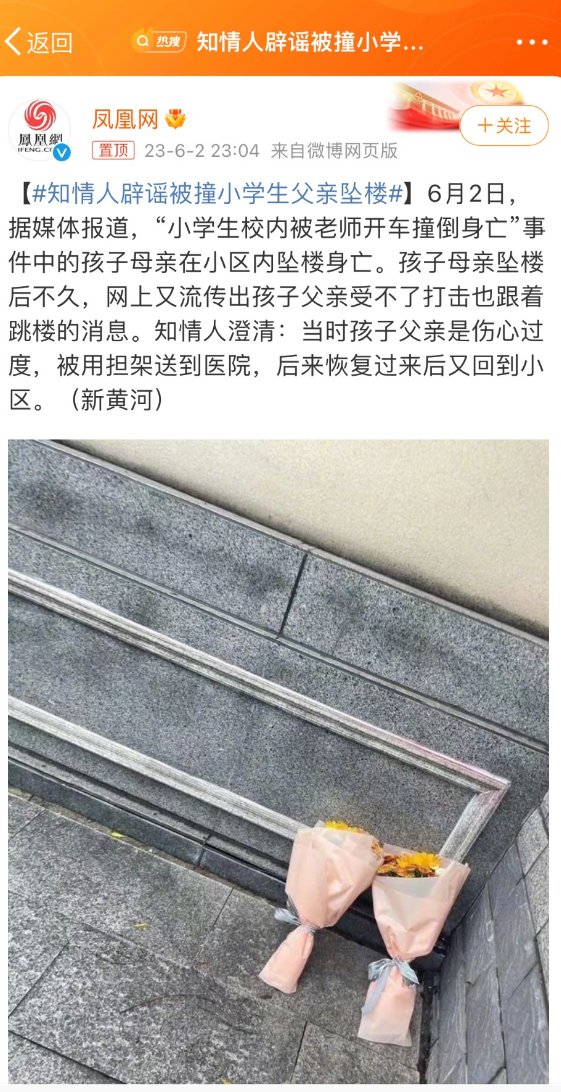 返回
热搜
知情人辟谣被撞小学...
鳳凰網
IFENG.C
凤凰网
+关注
置顶 23-6-2 23:04 来自微博网页版
【#知情人辟谣被撞小学生父亲坠楼#】6月2日，
据媒体报道，“小学生校内被老师开车撞倒身亡”事
件中的孩子母亲在小区内坠楼身亡。孩子母亲坠楼
后不久，网上又流传出孩子父亲受不了打击也跟着
跳楼的消息。知情人澄清：当时孩子父亲是伤心过
度，被用担架送到医院，后来恢复过来后又回到小
区。（新黄河）